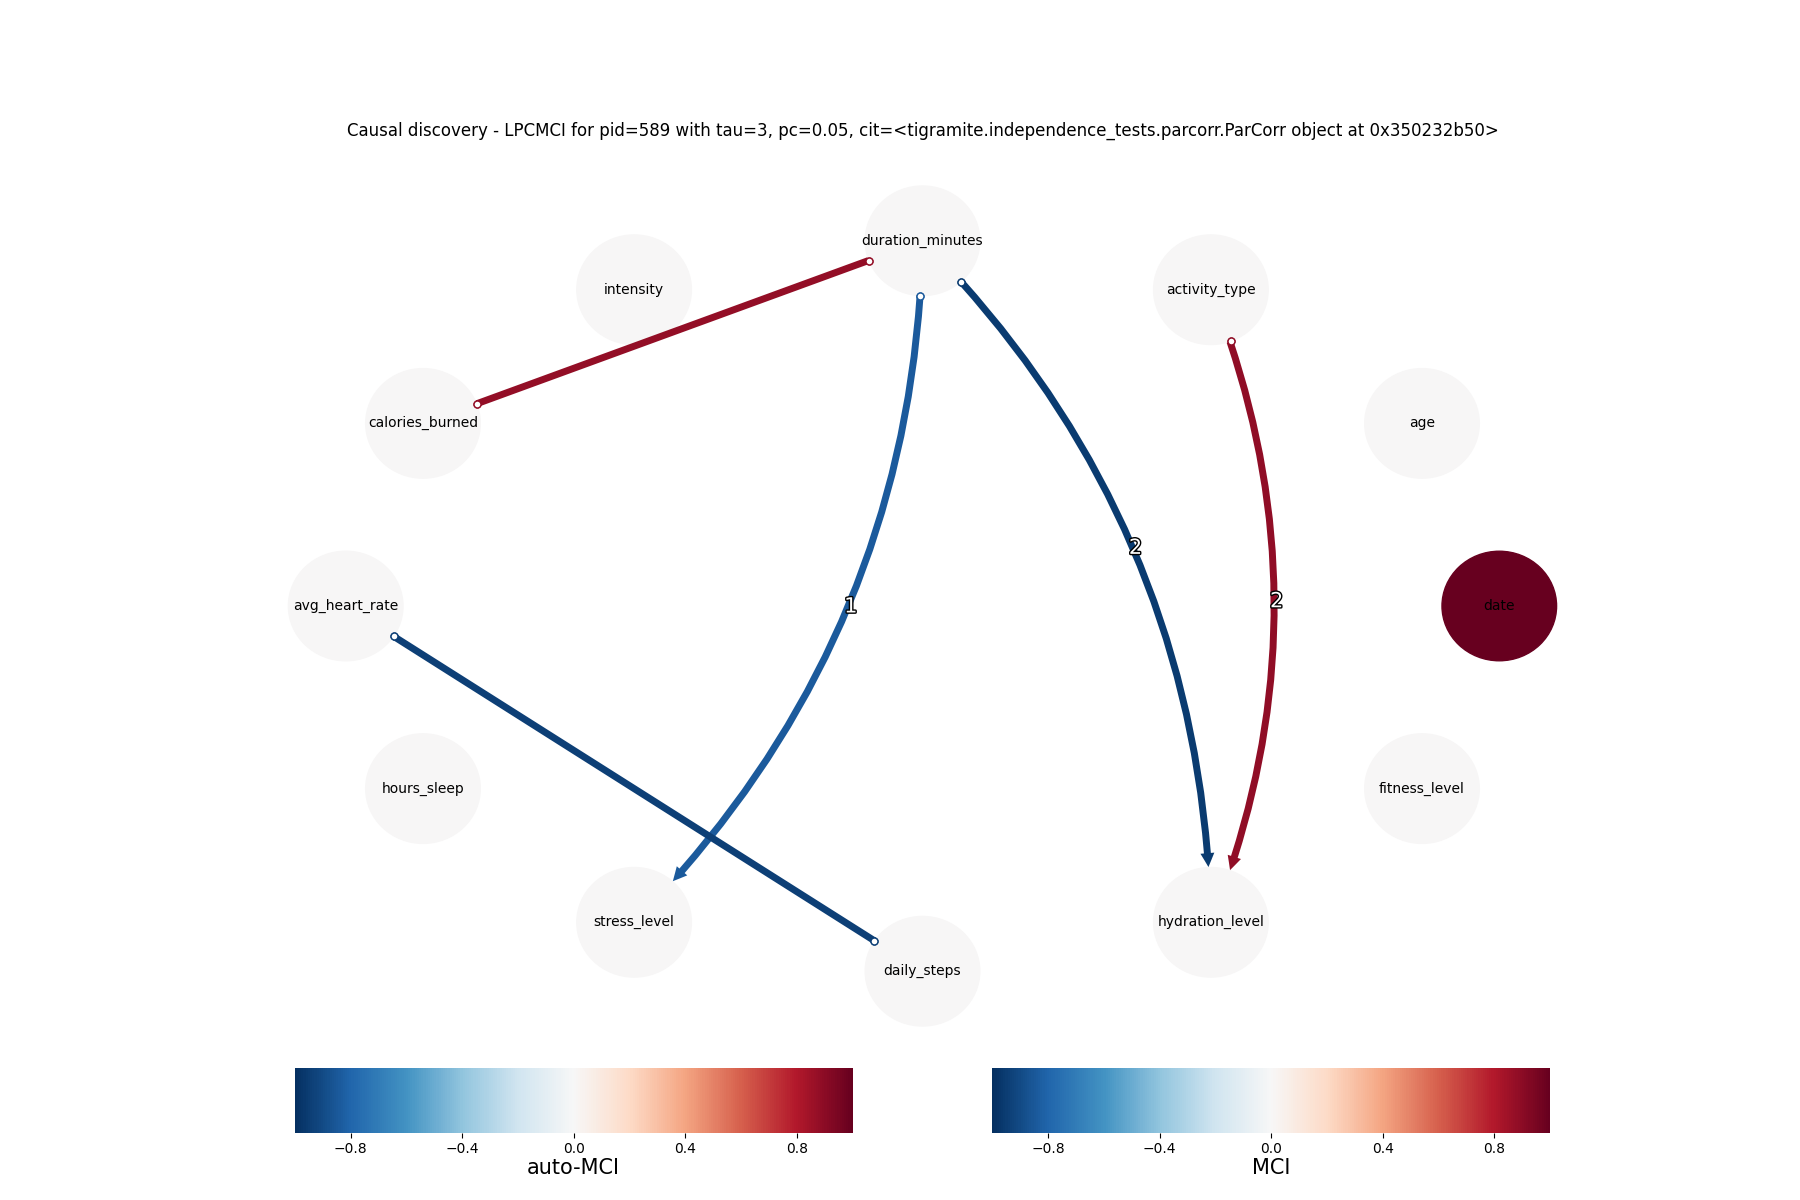 Causal discovery - LPCMCI for pid=589 with tau=3, pc=0.05, cit=<tigramite.independence_tests.parcorr.ParCorr object at 0x350232b50>
duration_minutes
intensity
activity_type
calories_burned
age
2
2
1
avg_heart_rate
date
hours_sleep
fitness_level
stress_level
hydration_level
daily_steps
−0.8 −0.4 0.0 0.4 0.8
auto-MCI
−0.8 −0.4 0.0 0.4 0.8
MCI